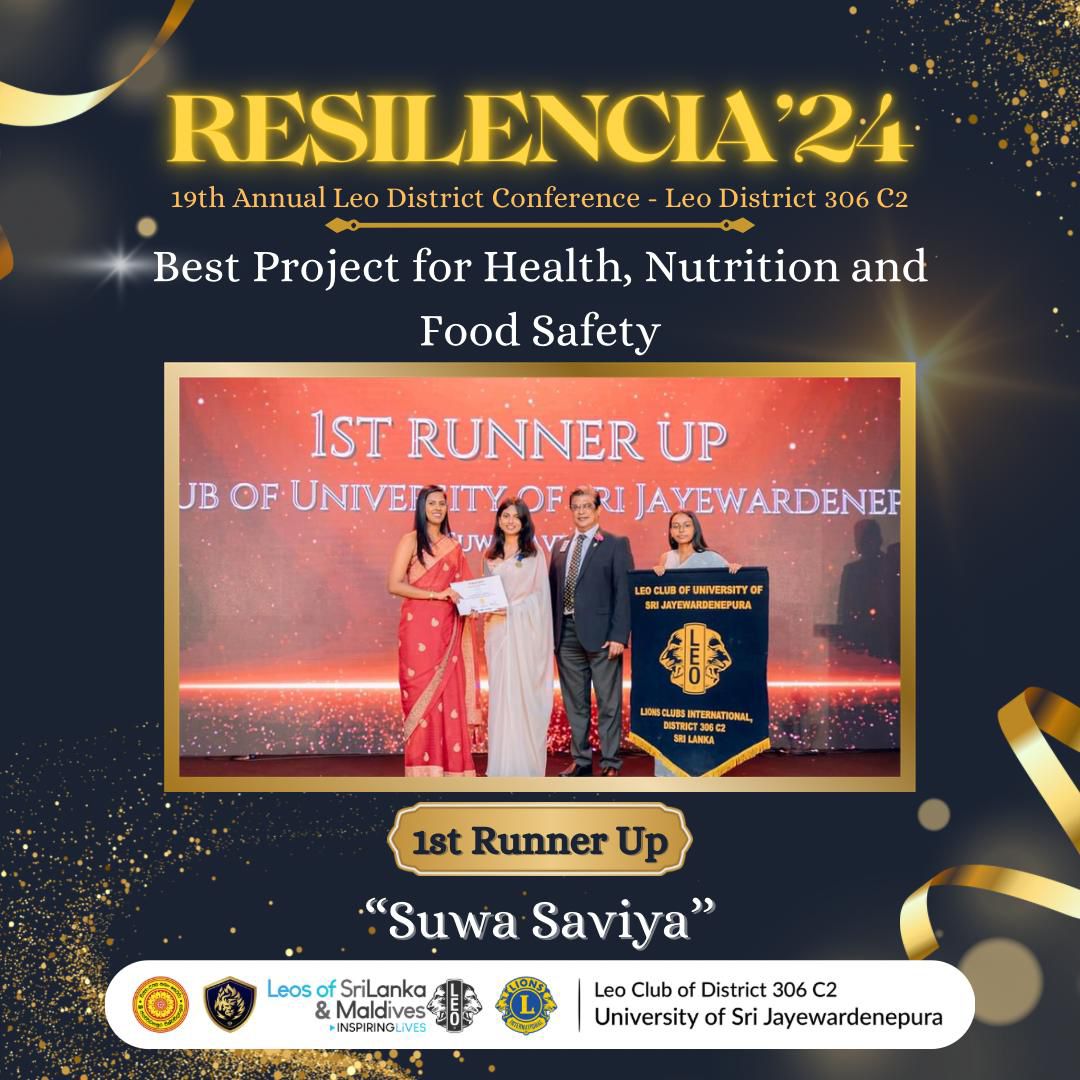 RESILENCIA'24
19th Annual Leo District Conference - Leo District 306 C2
Best Project for Health, Nutrition and
Food Safety
1ST RUNNER UP
UB OF UNIVERSITY OF SRI JAYEWARDENEP
LEO CLUB OF UNIVERSITY OF
SRI JAYEWARDENEPURA
LEO
LIONS CLUBS INTERNATIONAL,
DISTRICT 306 C2
SRI LANKA
1st Runner Up
“Suwa Saviya”
Leos of SriLanka
& Maldives
INSPIRINGLIVES
LEO
LIONS
L
INTERNATIONAL
Leo Club of District 306 C2
University of Sri Jayewardenepura